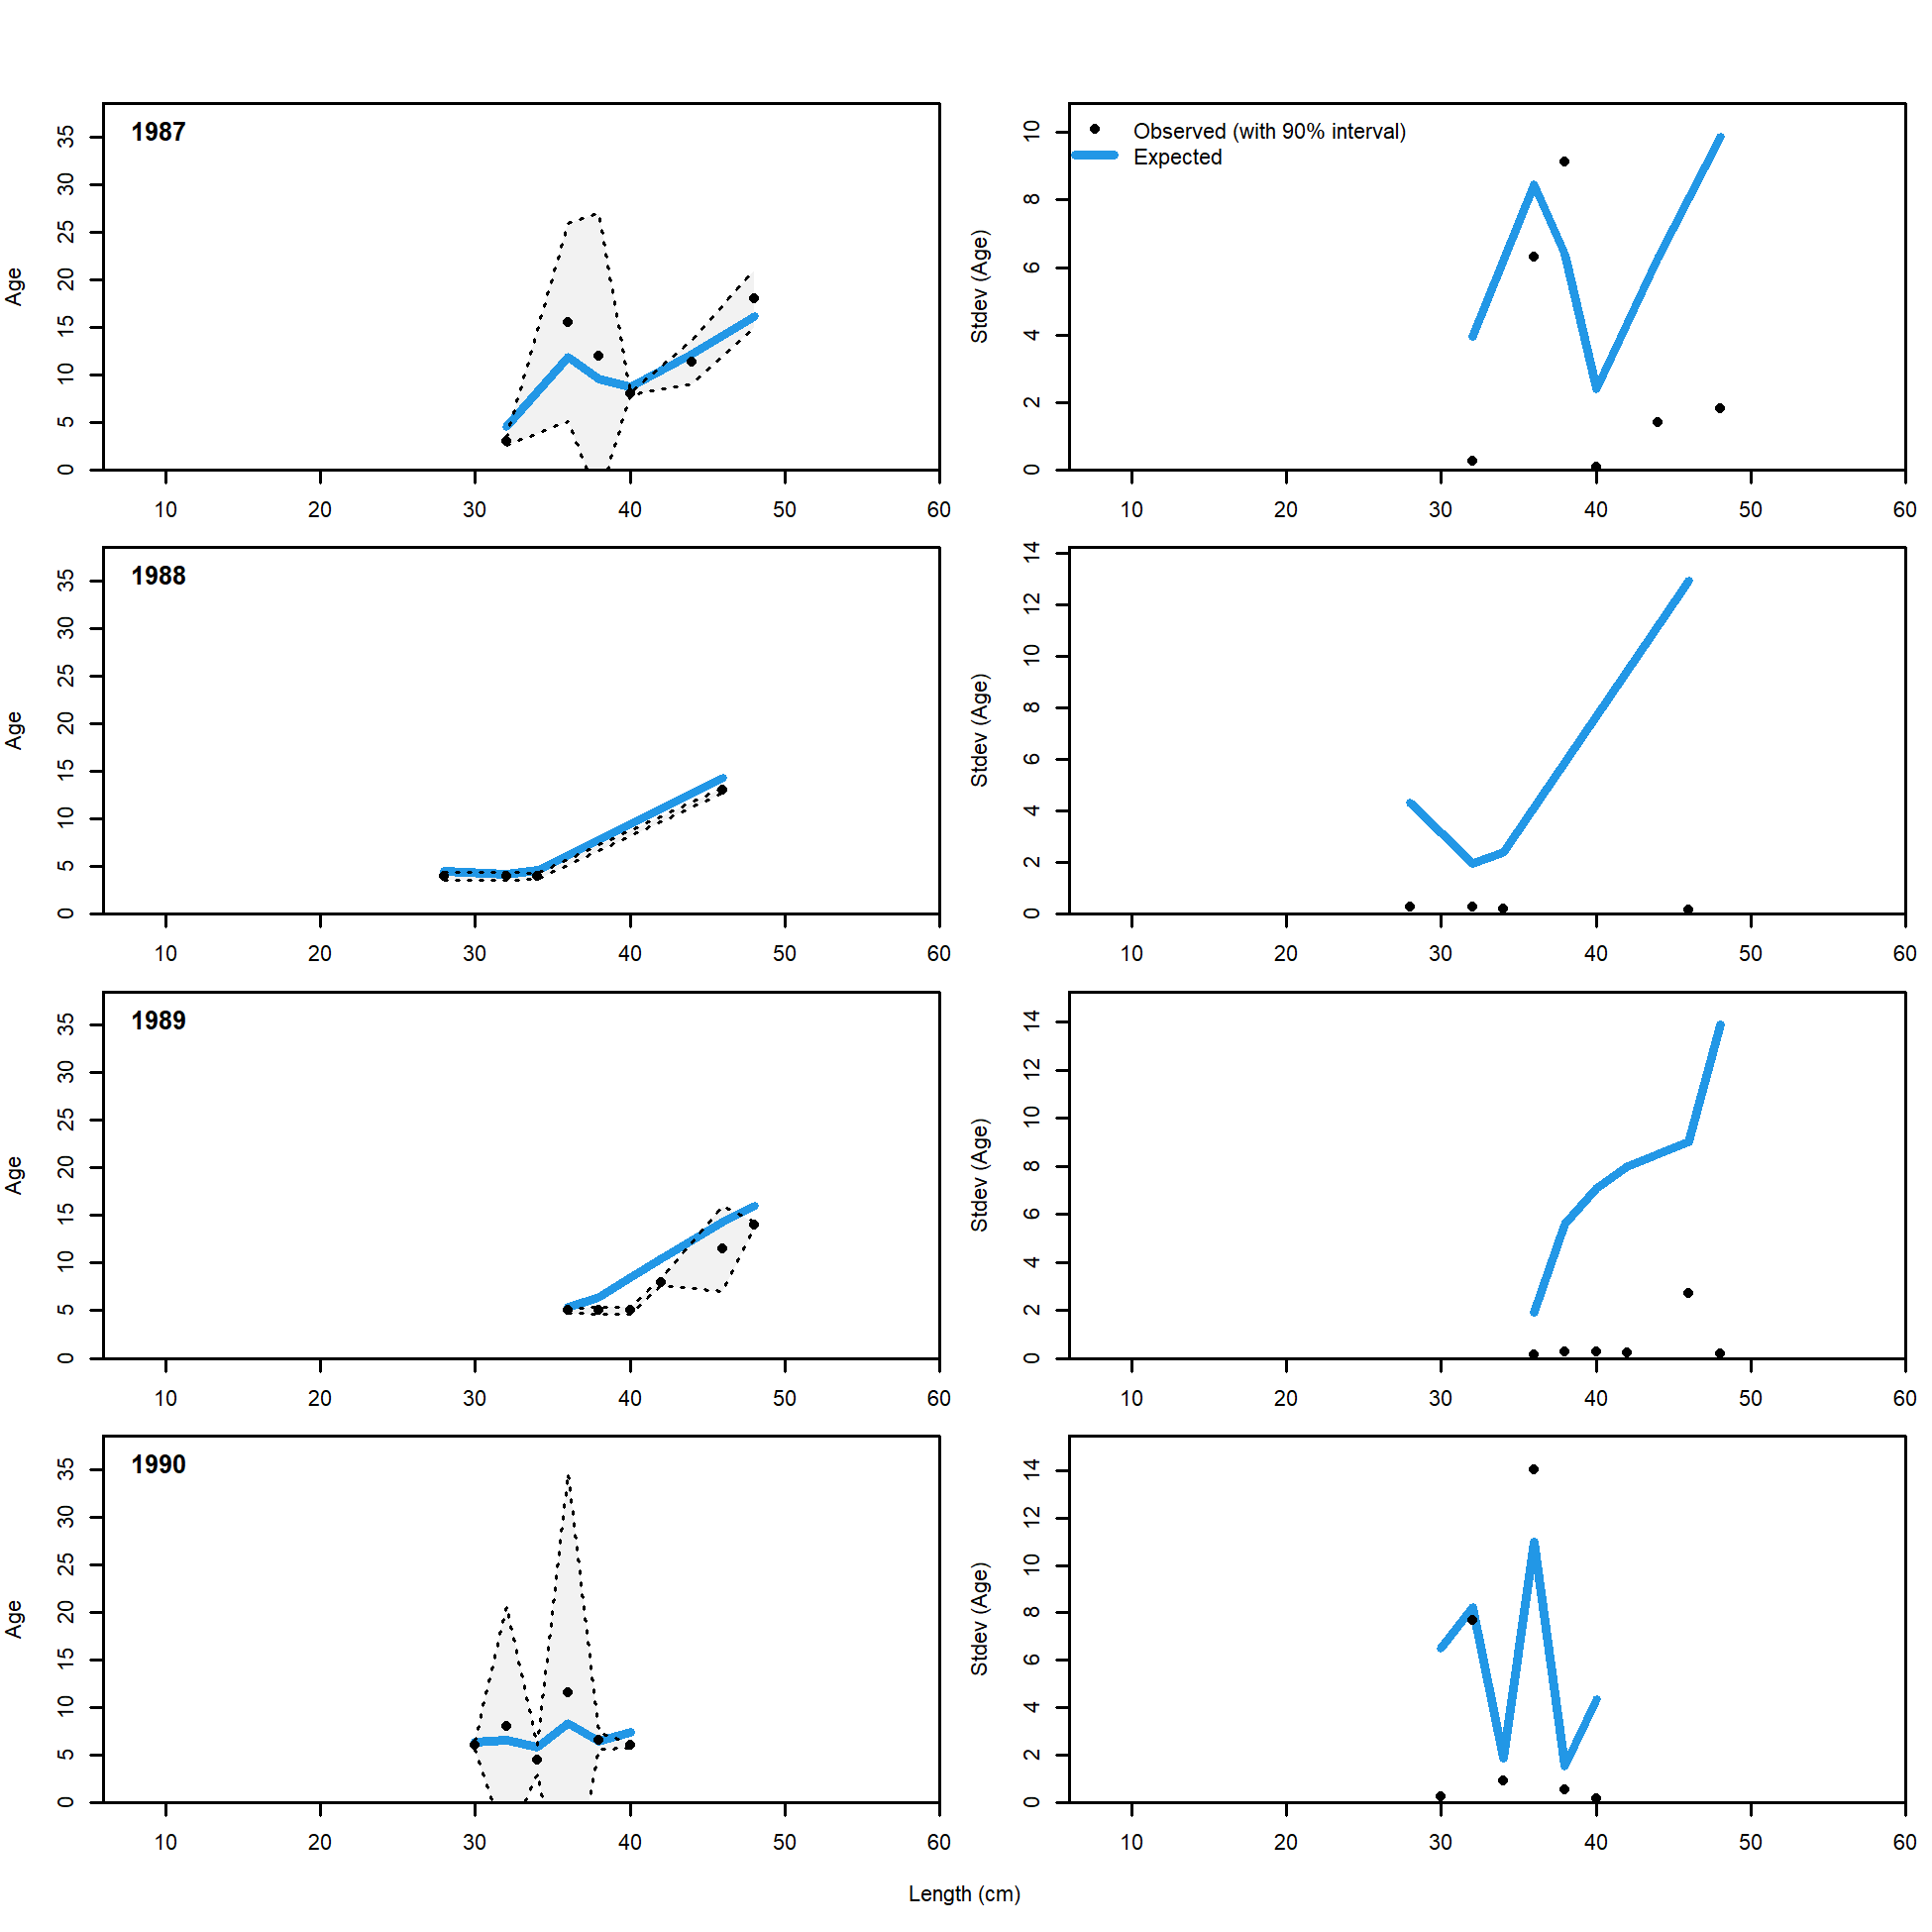 1987
Age
0 5 10 15 20 25 30 35
10 20 30 40 50 60
Observed (with 90% interval)
Expected
Stdev (Age)
0 2 4 6 8 10
10 20 30 40 50 60
1988
Age
0 5 10 15 20 25 30 35
10 20 30 40 50 60
Stdev (Age)
0 2 4 6 8 10 12 14
10 20 30 40 50 60
1989
Age
0 5 10 15 20 25 30 35
10 20 30 40 50 60
Stdev (Age)
0 2 4 6 8 10 12 14
10 20 30 40 50 60
1990
Age
0 5 10 15 20 25 30 35
10 20 30 40 50 60
Stdev (Age)
0 2 4 6 8 10 12 14
10 20 30 40 50 60
Length (cm)